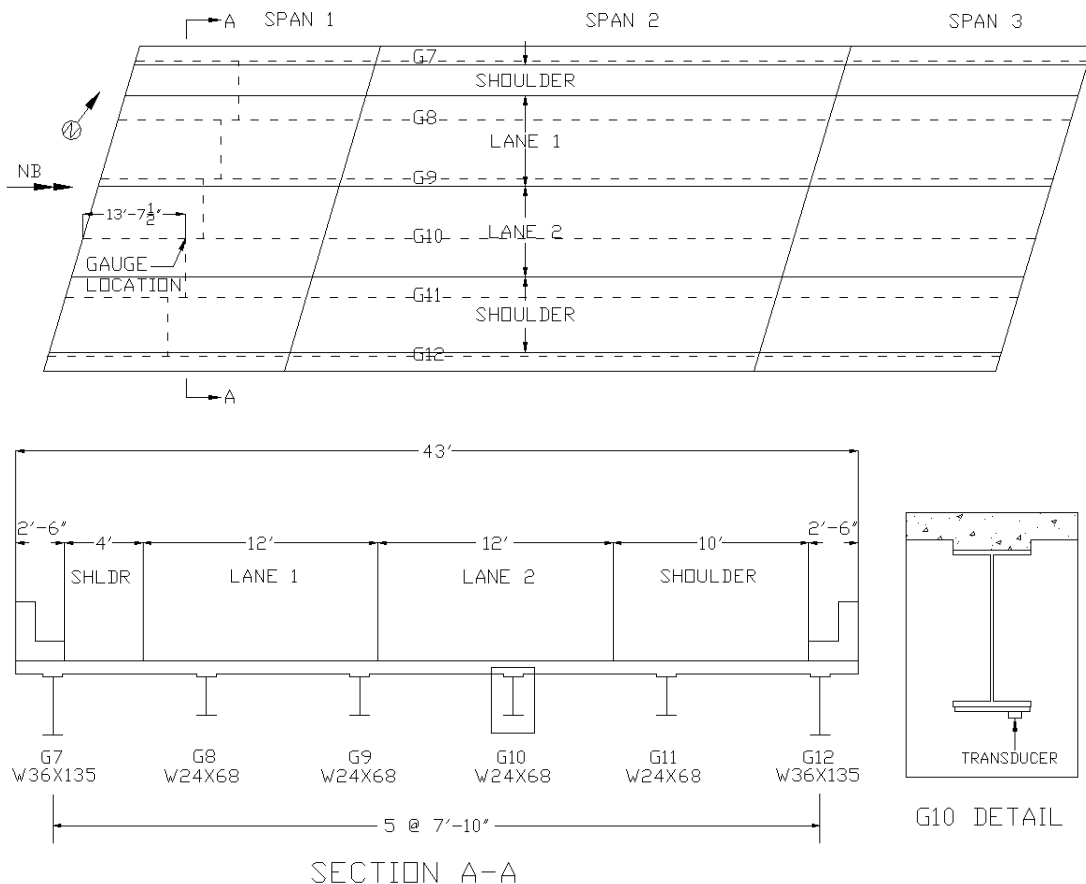 A
SPAN 1
SPAN 2
SPAN 3
G7
SHOULDER
G8
LANE 1
N
NB
G9
13'-7 1/2"
G10
LANE 2
GAUGE
LOCATION
G11
SHOULDER
G12
A
43'
2'-6"
4'
12'
12'
10'
2'-6"
SHLDR
LANE 1
LANE 2
SHOULDER
TRANSDUCER
G7
W36X135
G8
W24X68
G9
W24X68
G10
W24X68
G11
W24X68
G12
W36X135
G10 DETAIL
5 @ 7'-10"
SECTION A-A